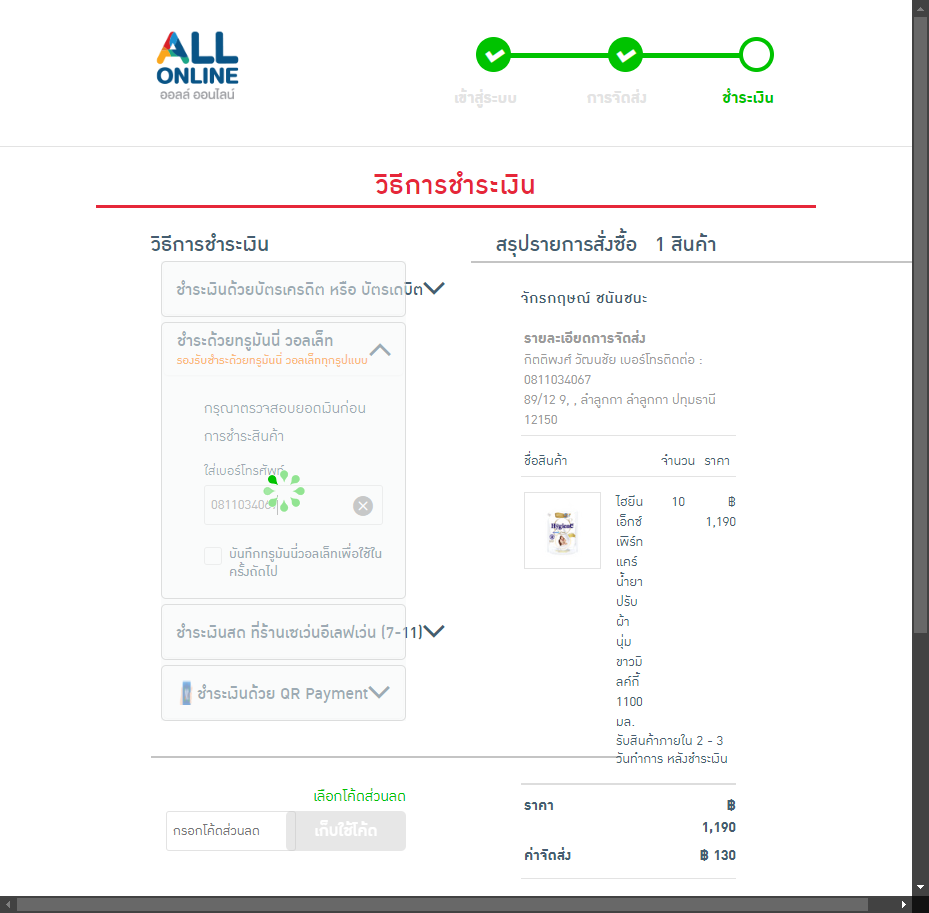 ALL
ONLINE
ออลล์ ออนไลน์
เข้าสู่ระบบ
การจัดส่ง
ชำระเงิน
วิธีการชำระเงิน
วิธีการชำระเงิน
ชำระเงินด้วยบัตรเครดิต หรือ บัตรเดบิต
ชำระด้วยทรูมันนี่ วอลเล็ท
รองรับชำระด้วยทรูมันนี่ วอลเล็ททุกรูปแบบ
กรุณาตรวจสอบยอดเงินก่อน
การชำระสินค้า
ใส่เบอร์โทรศัพท์
0811034067
บันทึกทรูมันนี่วอลเล็ทเพื่อใช้ใน
ครั้งถัดไป
ชำระเงินสด ที่ร้านเซเว่นอีเลฟเว่น (7-11)
ชำระเงินด้วย QR Payment
เลือกโค้ดส่วนลด
กรอกโค้ดส่วนลด
เก็บใช้โค้ด
สรุปรายการสั่งซื้อ 1 สินค้า
จักรกฤษณ์ ชนันชนะ
รายละเอียดการจัดส่ง
กิตติพงศ์ วัฒนชัย เบอร์โทรติดต่อ :
0811034067
89/12 9, , ลำลูกกา ลำลูกกา ปทุมธานี
12150
ชื่อสินค้า จำนวน ราคา
ไฮยีน 10 ฿
เอ็กซ์ 1,190
เพิร์ท
แคร์
น้ำยา
ปรับ
ผ้า
นุ่ม
ขาวมิ
ลค์กี้
1100
มล.
รับสินค้าภายใน 2 - 3
วันทำการ หลังชำระเงิน
ราคา ฿
1,190
ค่าจัดส่ง ฿ 130
Hygiene